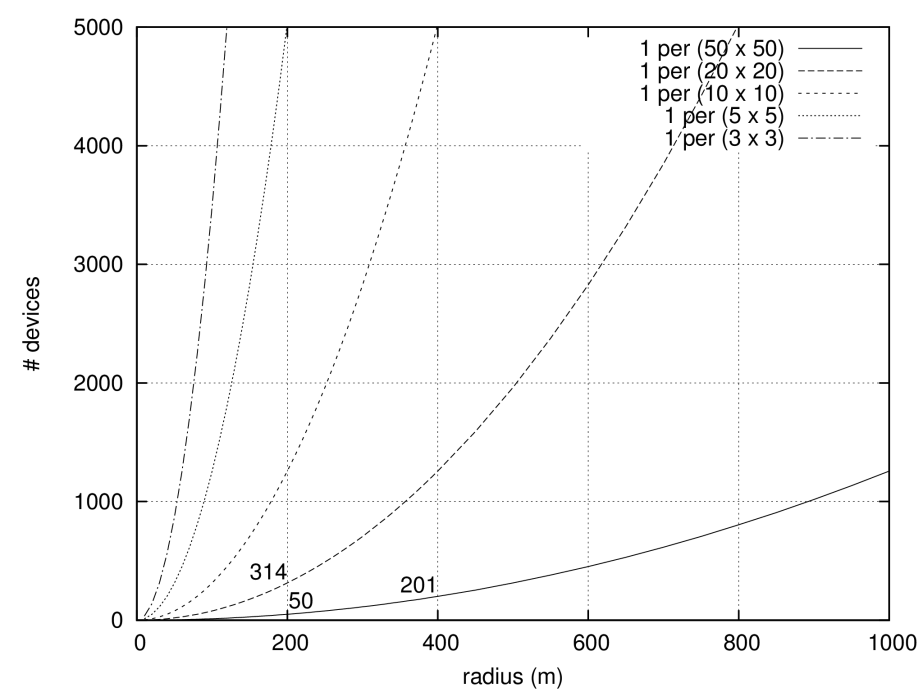 5000
4000
3000
2000
1000
0
# devices
1 per (50 x 50)
1 per (20 x 20)
1 per (10 x 10)
1 per (5 x 5)
1 per (3 x 3)
314
50
201
0 200 400 600 800 1000
radius (m)